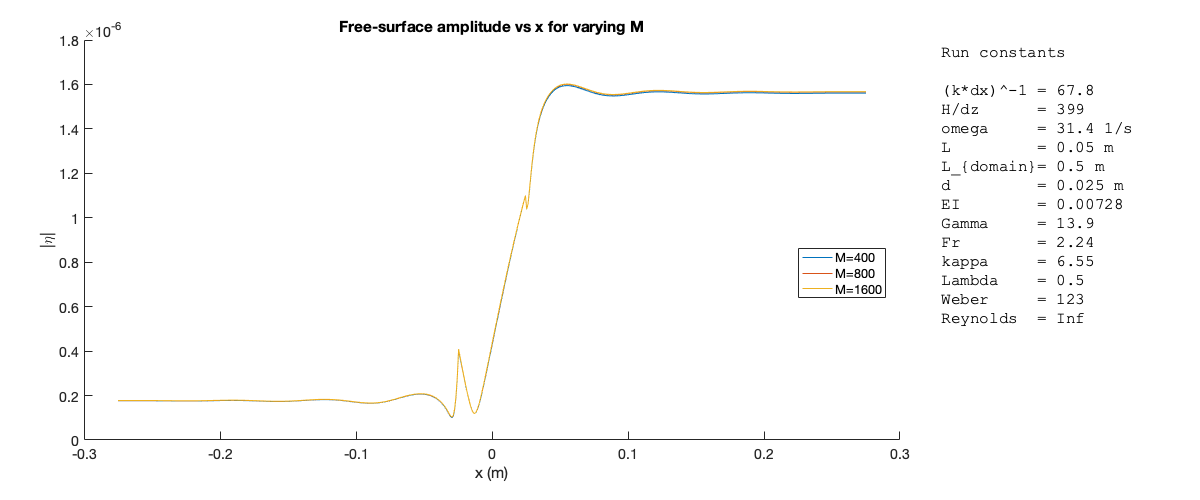 Free-surface amplitude vs x for varying M
×10^-6
1.8
1.6
1.4
1.2
1
0.8
0.6
0.4
0.2
0
|η|
-0.3
-0.2
-0.1
0
0.1
0.2
0.3
x (m)
M=400
M=800
M=1600
Run constants
(k*dx)^-1 = 67.8
H/dz      = 399
omega     = 31.4 1/s
L         = 0.05 m
L_{domain}= 0.5 m
d         = 0.025 m
EI        = 0.00728
Gamma     = 13.9
Fr        = 2.24
kappa     = 6.55
Lambda    = 0.5
Weber     = 123
Reynolds  = Inf